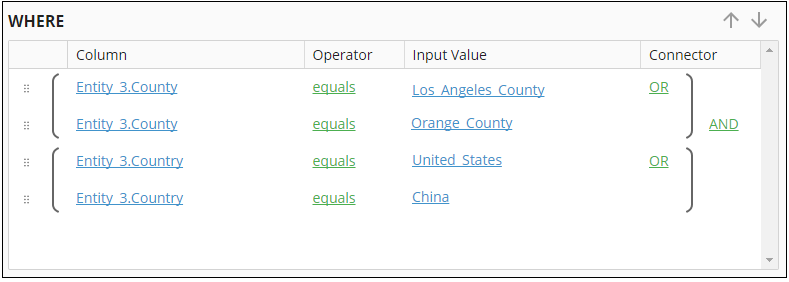 WHERE
Column Operator Input Value Connector
Entity_3.County equals Los_Angeles_County OR
Entity_3.County equals Orange_County AND
Entity_3.Country equals United_States OR
Entity_3.Country equals China